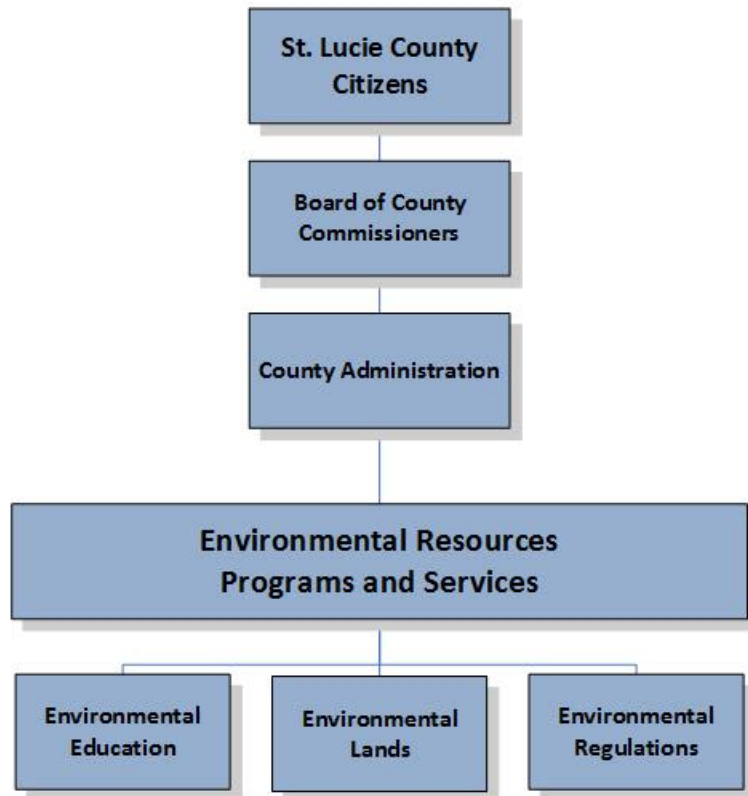 St. Lucie County
Citizens
Board of County
Commissioners
County Administration
Environmental Resources
Programs and Services
Environmental
Education
Environmental
Lands
Environmental
Regulations